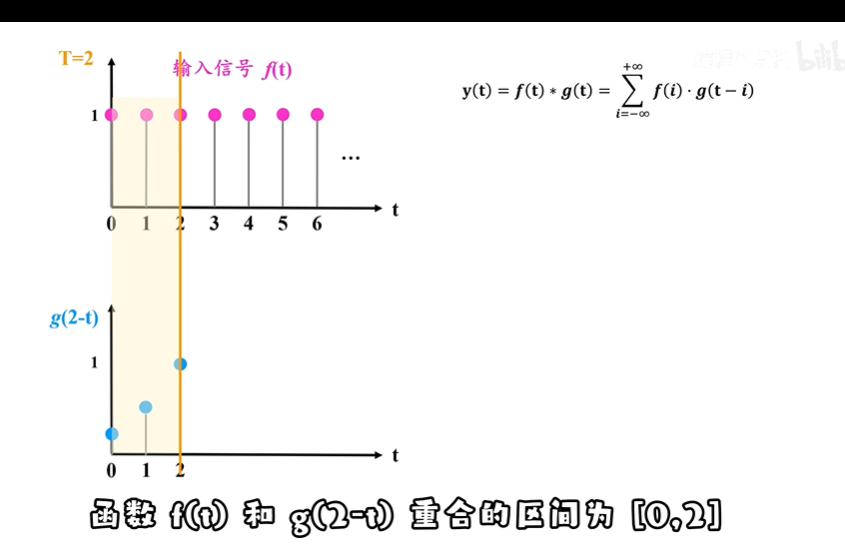 T=2
输入信号 f(t)
y(t) = f(t) * g(t) = +∞ ∑ i=−∞ f(i) · g(t − i)
1
...
t
0 1 2 3 4 5 6
g(2-t)
1
t
0 1 2
函数 f(t) 和 g(2-t) 重合的区间为 [0,2]